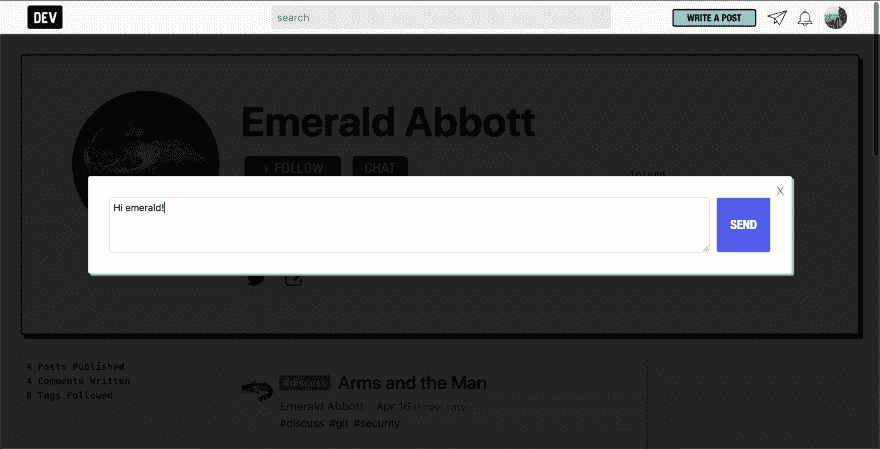 DEV
search
WRITE A POST
Emerald Abbott
+ FOLLOW
CHAT
Joined
X
Hi emerald!
SEND
4 Posts Published
4 Comments Written
0 Tags Followed
#discuss Arms and the Man
Emerald Abbott · Apr 16 (1 hour ago)
#discuss #git #security